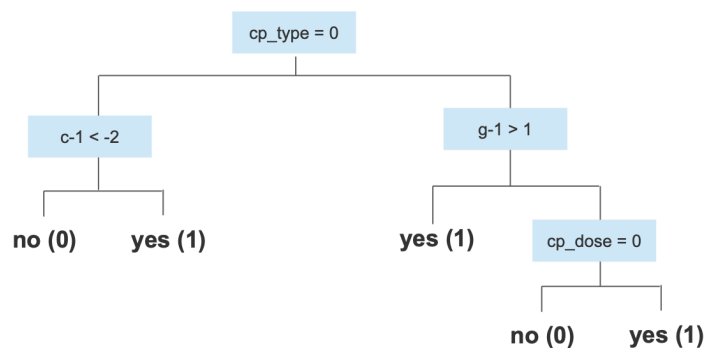 cp_type = 0
c-1 < -2
g-1 > 1
no (0)
yes (1)
yes (1)
cp_dose = 0
no (0)
yes (1)